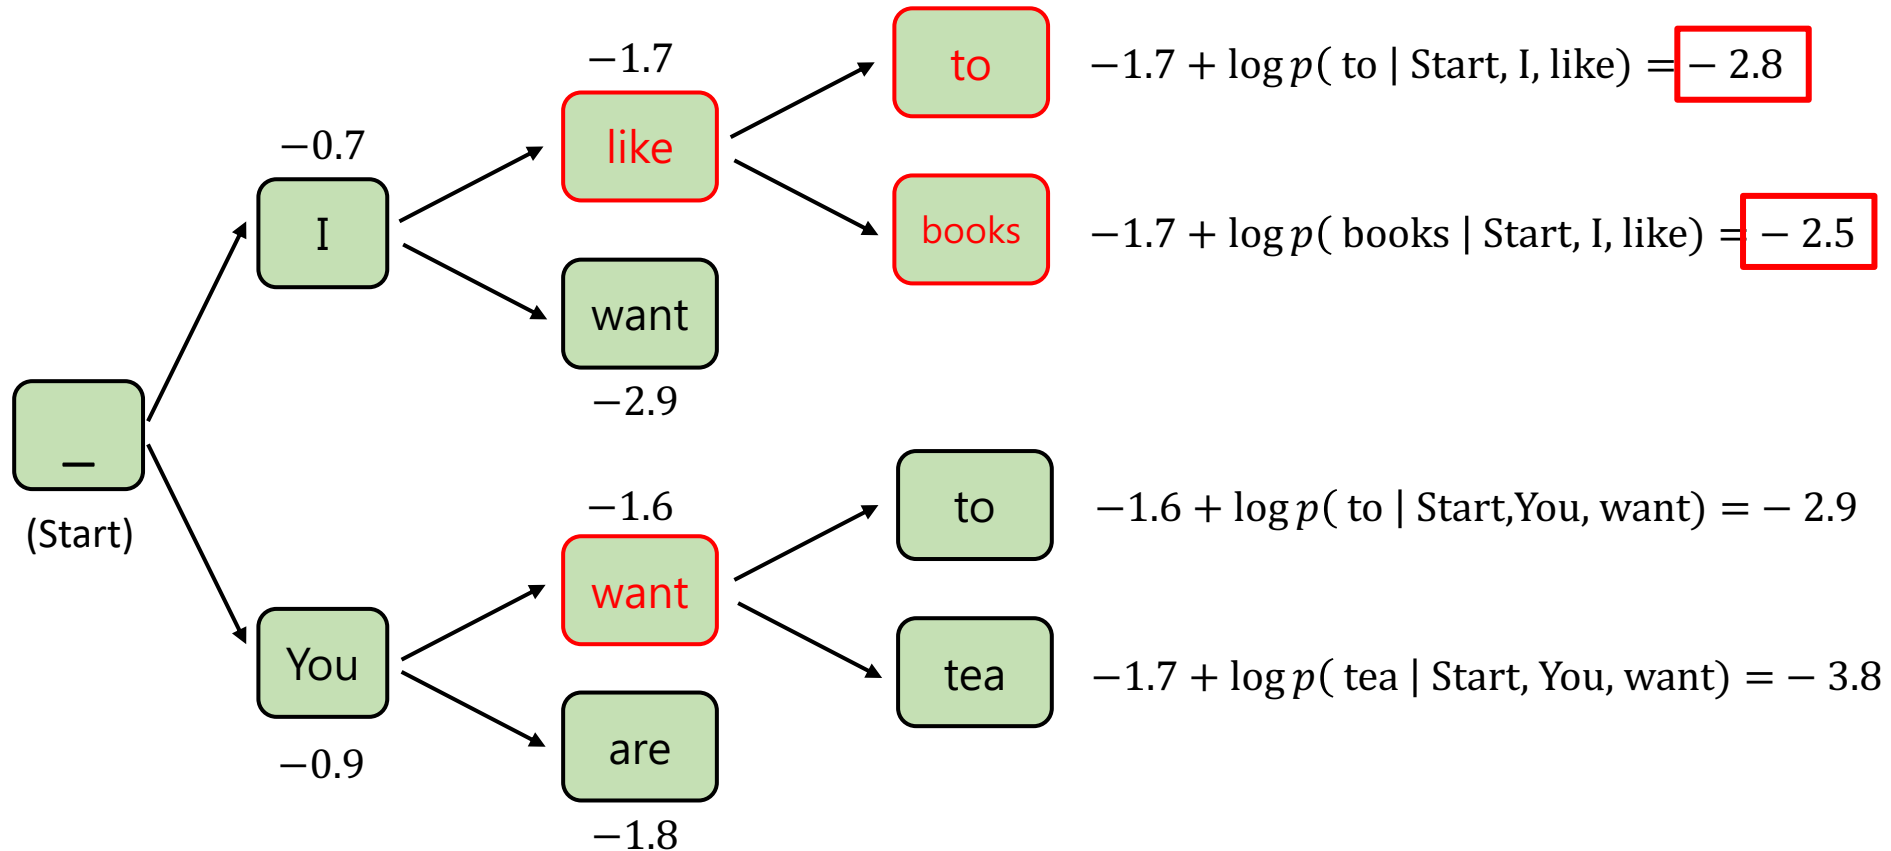 −1.7
to
−1.7 + log p( to | Start, I, like) = − 2.8
−0.7
like
I
books
−1.7 + log p( books | Start, I, like) = − 2.5
want
−2.9
_
(Start)
−1.6
to
−1.6 + log p( to | Start,You, want) = − 2.9
want
You
tea
−1.7 + log p( tea | Start, You, want) = − 3.8
−0.9
are
−1.8